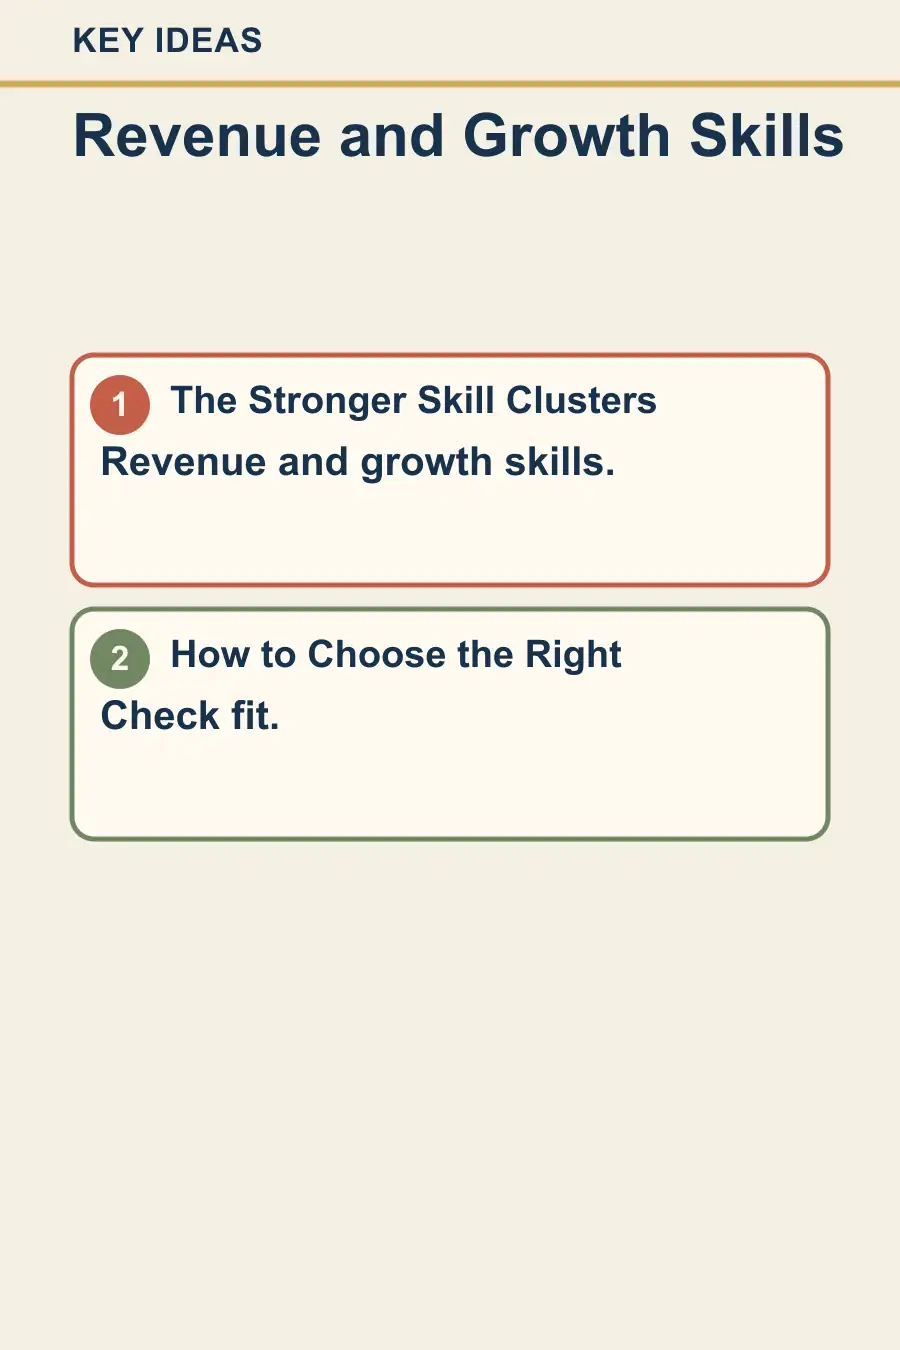 KEY IDEAS
Revenue and Growth Skills
1 The Stronger Skill Clusters
Revenue and growth skills.
2 How to Choose the Right
Check fit.